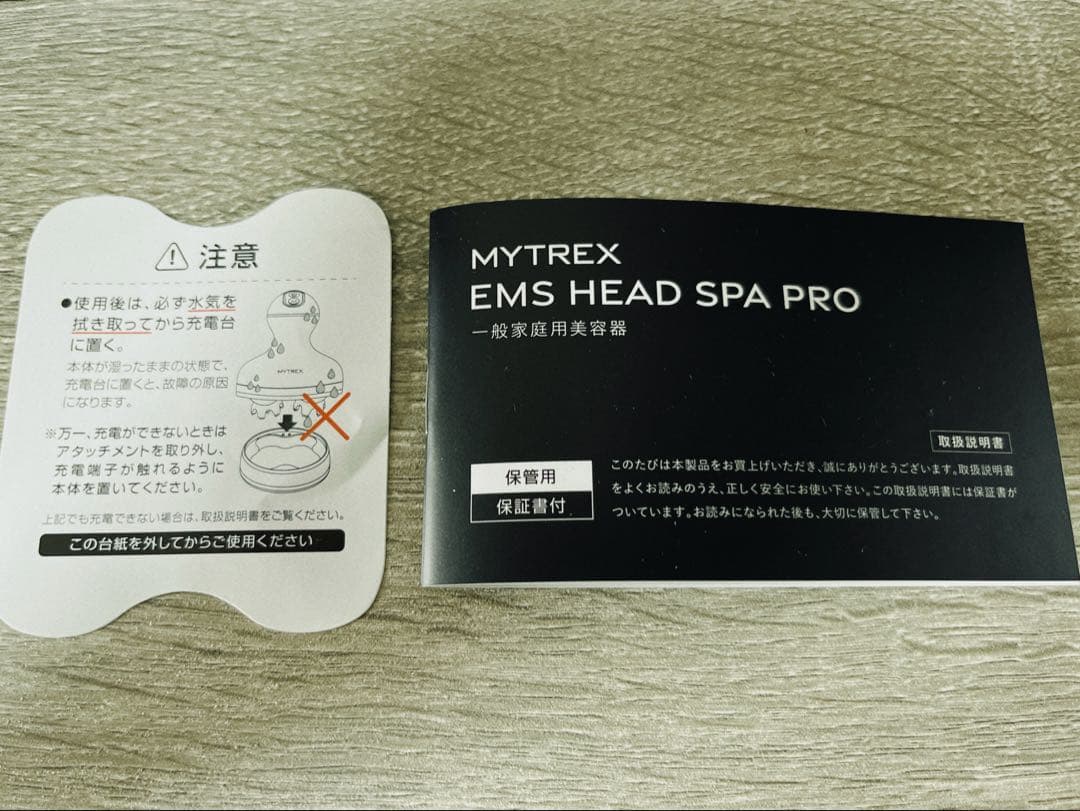 注意
●使用後は、必ず水気を
拭き取ってから充電台
に置く。
本体が湿ったままの状態で、
充電台に置くと、故障の原因
になります。
MYTREX
※万一、充電ができないときは
アタッチメントを取り外し、
充電端子が触れるように
本体を置いてください。
上記でも充電できない場合は、取扱説明書をご覧ください。
この台紙を外してからご使用ください
MYTREX
EMS HEAD SPA PRO
一般家庭用美容器
取扱説明書
保管用
保証書付
このたびは本製品をお買上げいただき、誠にありがとうございます。取扱説明書
をよくお読みのうえ、正しく安全にお使い下さい。この取扱説明書には保証書が
ついています。お読みになられた後も、大切に保管して下さい。